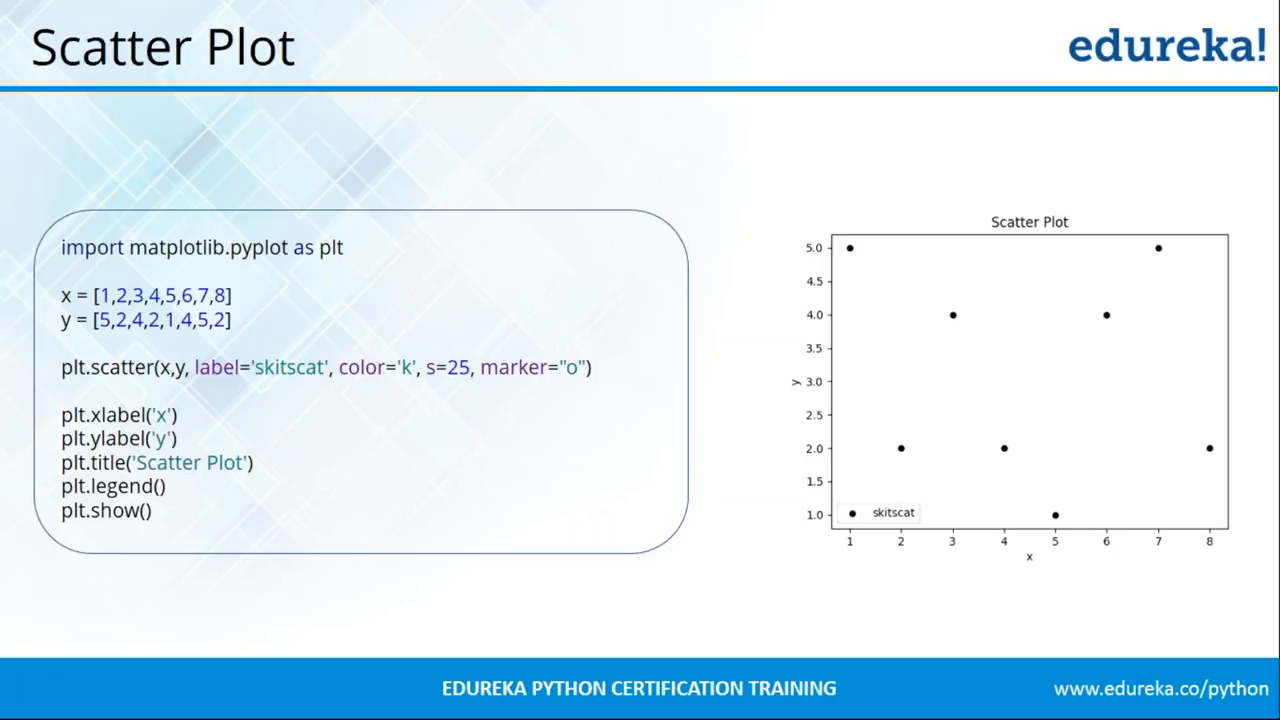 Scatter Plot
edureka!
import matplotlib.pyplot as plt
x = [1,2,3,4,5,6,7,8]
y = [5,2,4,2,1,4,5,2]
plt.scatter(x,y, label='skitscat', color='k', s=25, marker="o")
plt.xlabel('x')
plt.ylabel('y')
plt.title('Scatter Plot')
plt.legend()
plt.show()
Scatter Plot
5.0
4.5
4.0
3.5
3.0
2.5
2.0
1.5
1.0
y
skitscat
1 2 3 4 5 6 7 8
x
EDUREKA PYTHON CERTIFICATION TRAINING
www.edureka.co/python